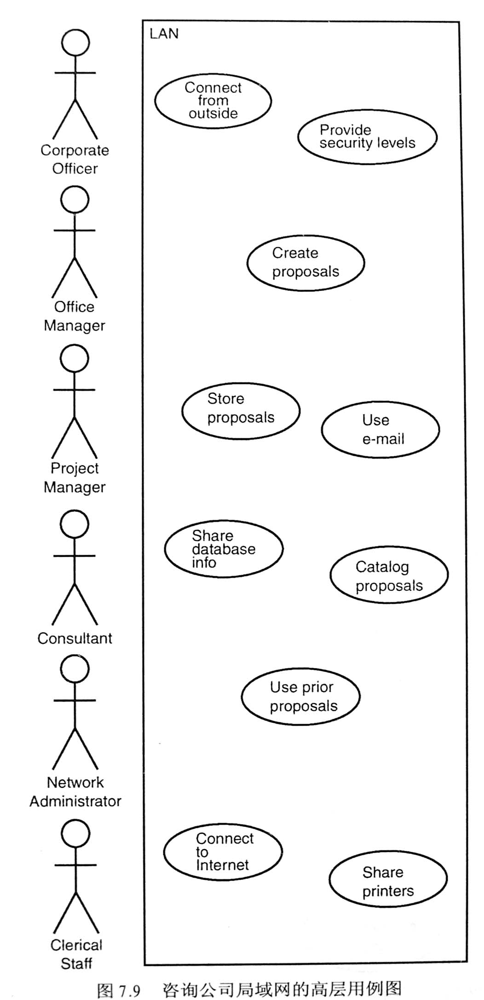 LAN
Corporate
Officer
Connect
from
outside
Provide
security levels
Office
Manager
Create
proposals
Project
Manager
Store
proposals
Use
e-mail
Consultant
Share
database
info
Catalog
proposals
Network
Administrator
Use prior
proposals
Clerical
Staff
Connect
to
Internet
Share
printers
图 7.9 咨询公司局域网的高层用例图